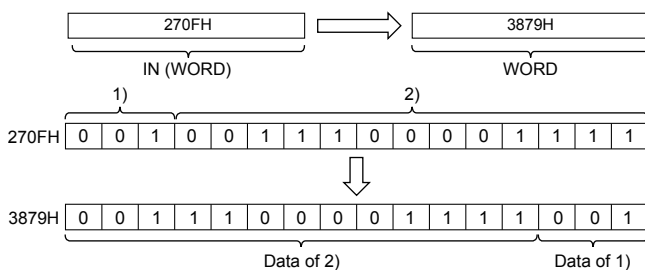 270FH 3879H
IN (WORD) WORD
1) 2)
270FH 0 0 1 0 0 1 1 1 0 0 0 0 1 1 1 1
3879H 0 0 1 1 1 0 0 0 0 1 1 1 1 0 0 1
Data of 2) Data of 1)